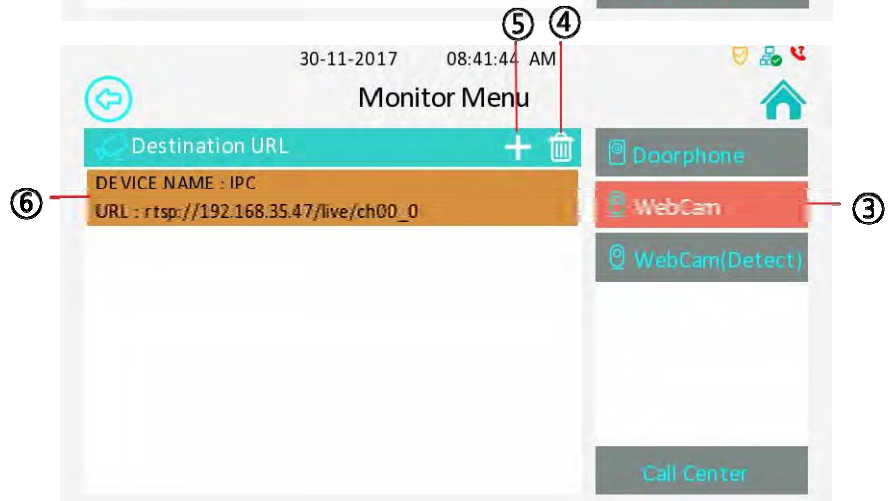 ⑤ ④
30-11-2017 08:41:44 AM
Monitor Menu
Destination URL
Doorphone
DEVICE NAME : IPC
⑥
URL : rtsp://192.168.35.47/live/ch00_0
WebCam
③
WebCam(Detect)
Call Center